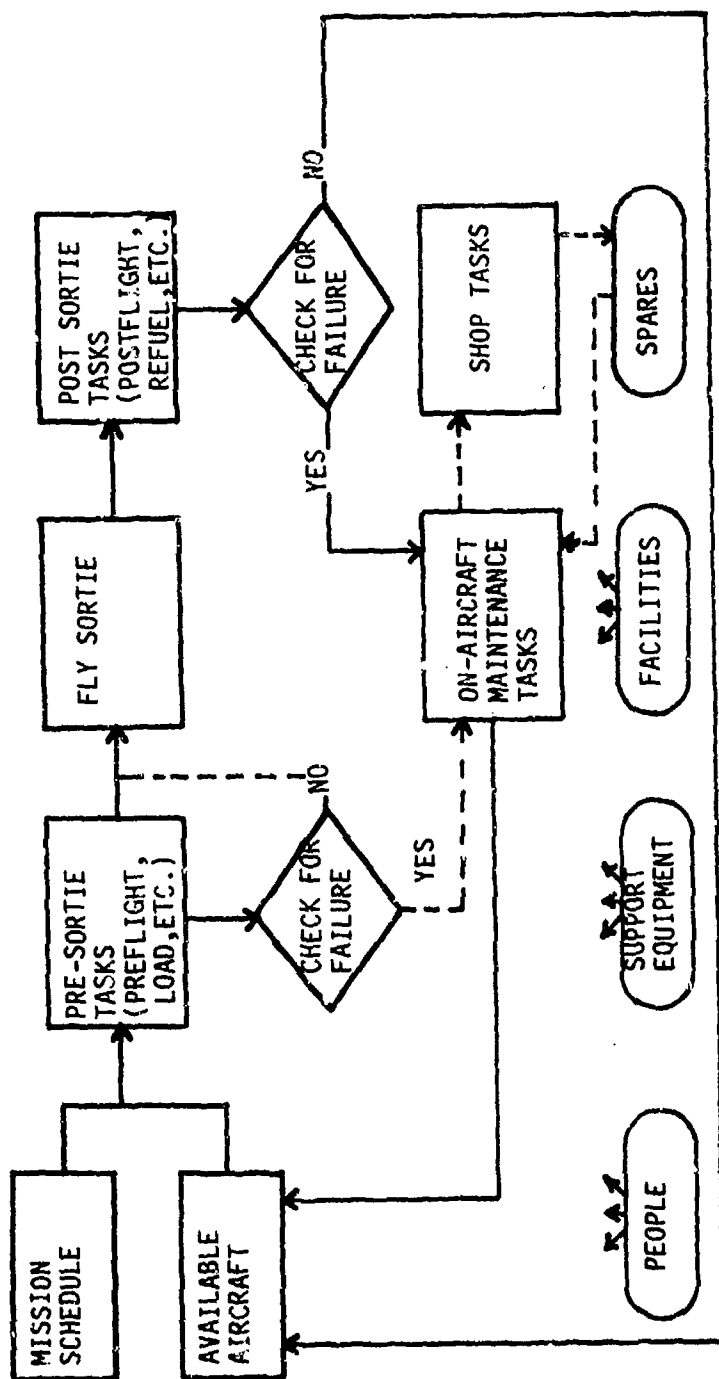 MISSION
SCHEDULE
AVAILABLE
AIRCRAFT
PRE-SORTIE
TASKS
(PREFLIGHT,
LOAD,ETC.)
FLY SORTIE
POST SORTIE
TASKS
(POSTFLIGHT,
REFUEL,ETC.)
CHECK FOR
FAILURE
NO
YES
CHECK FOR
FAILURE
NO
YES
ON-AIRCRAFT
MAINTENANCE
TASKS
SHOP TASKS
PEOPLE
SUPPORT
EQUIPMENT
FACILITIES
SPARES